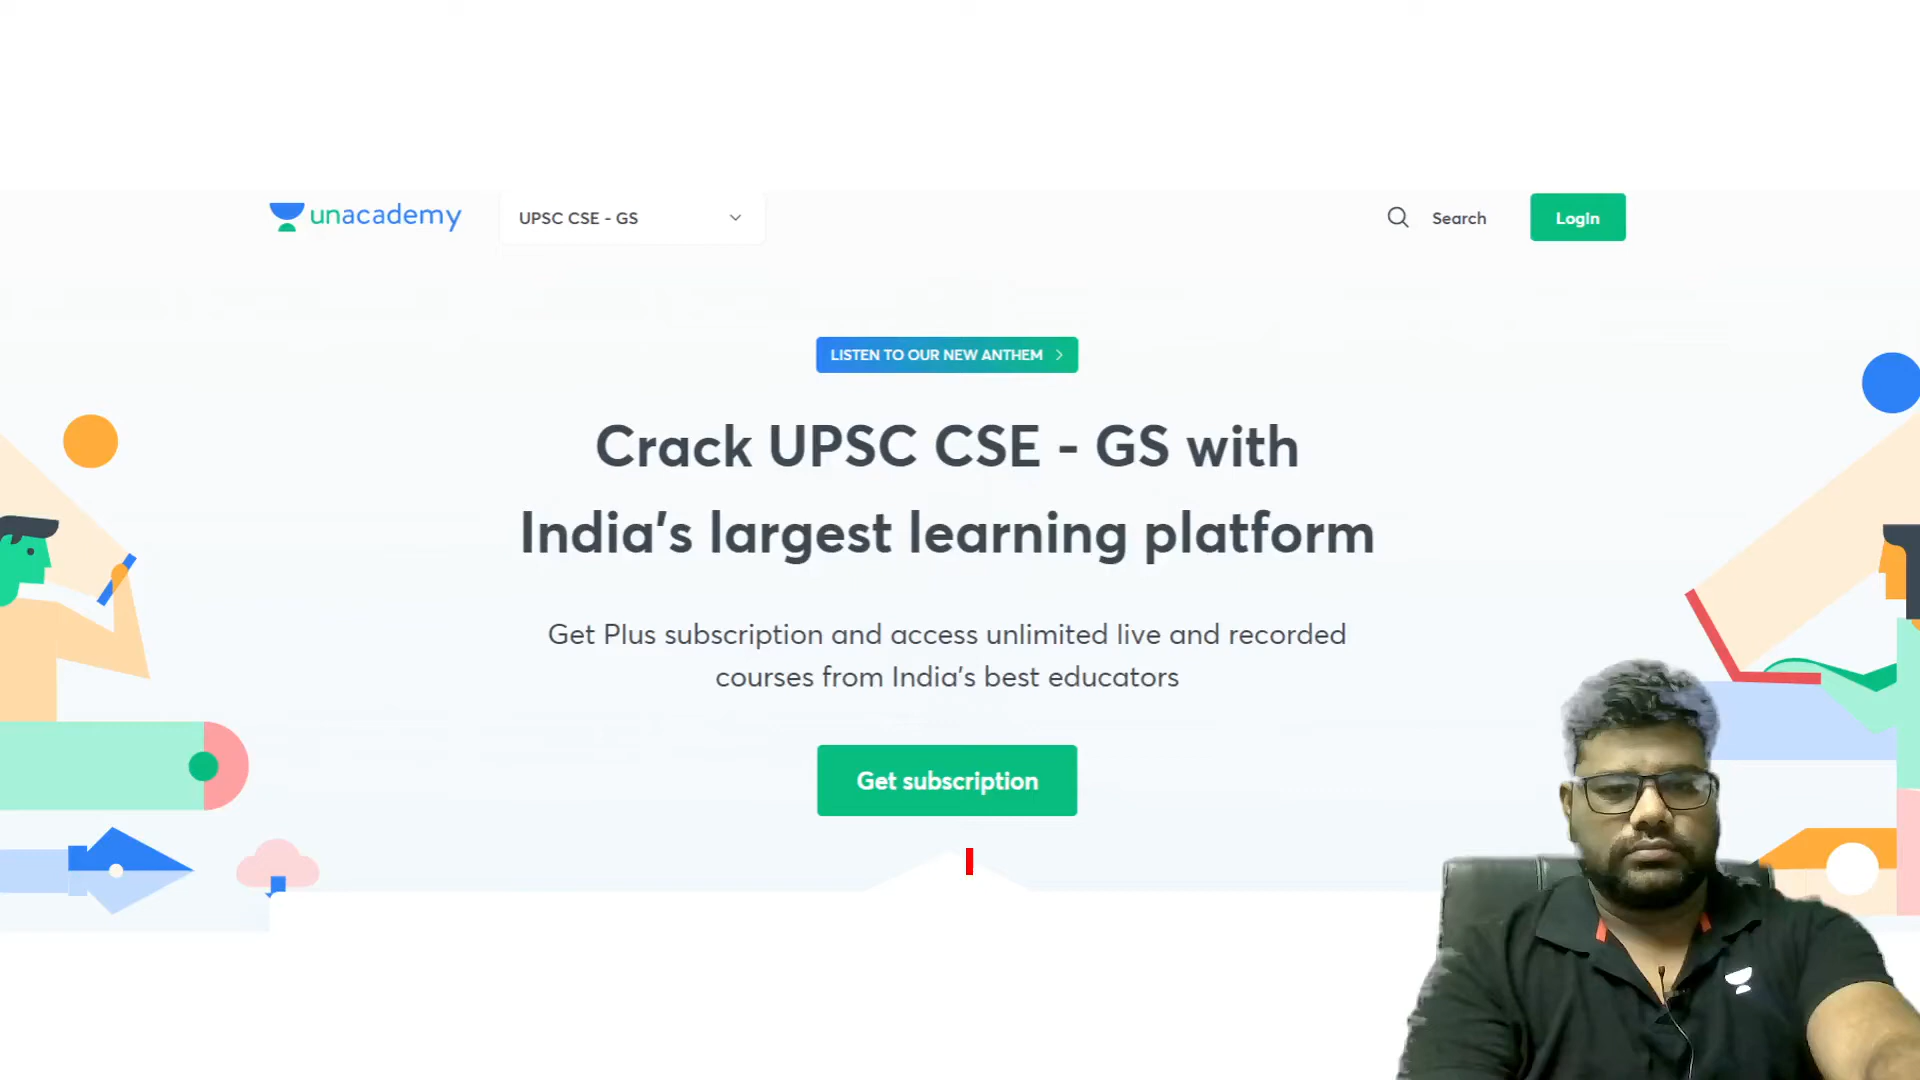 unacademy
UPSC CSE - GS
Search
Login
LISTEN TO OUR NEW ANTHEM
Crack UPSC CSE - GS with
India's largest learning platform
Get Plus subscription and access unlimited live and recorded
courses from India's best educators
Get subscription